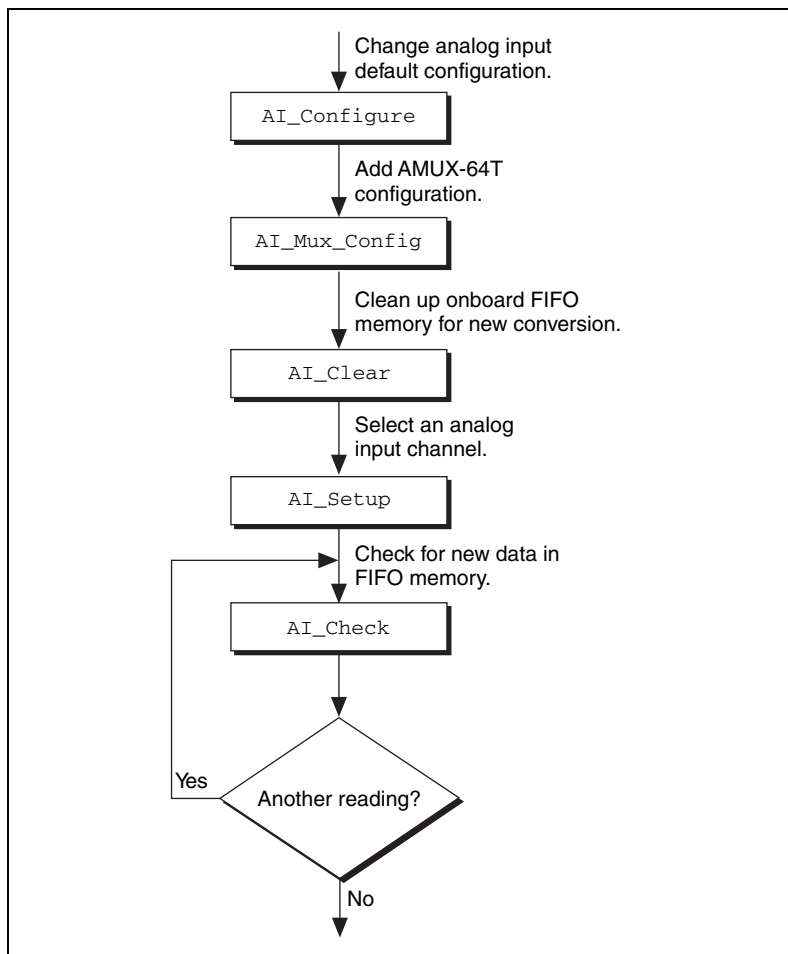 Change analog input
default configuration.
AI_Configure
Add AMUX-64T
configuration.
AI_Mux_Config
Clean up onboard FIFO
memory for new conversion.
AI_Clear
Select an analog
input channel.
AI_Setup
Check for new data in
FIFO memory.
AI_Check
Yes
Another reading?
No